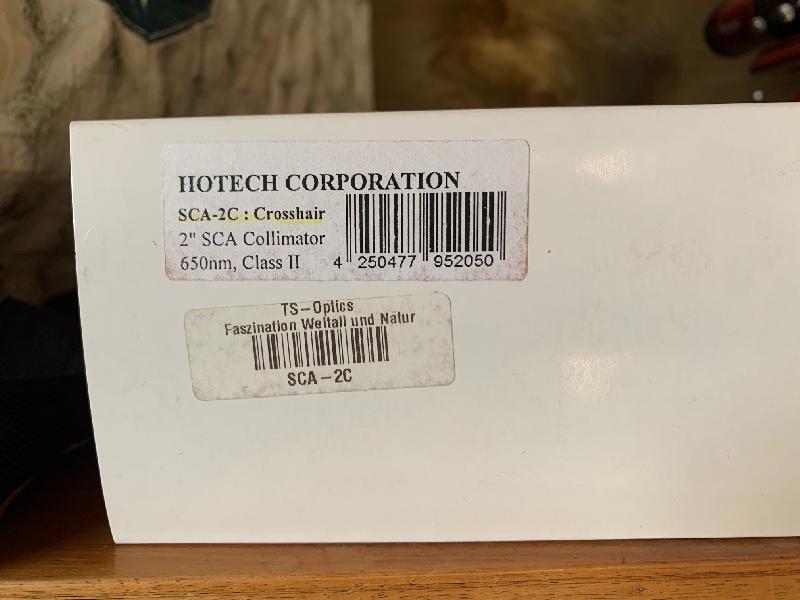 HOTECH CORPORATION
SCA-2C : Crosshair
2" SCA Collimator
650nm, Class II
4 250477 952050
TS-Optics
Faszination Weltall und Natur
SCA-2C